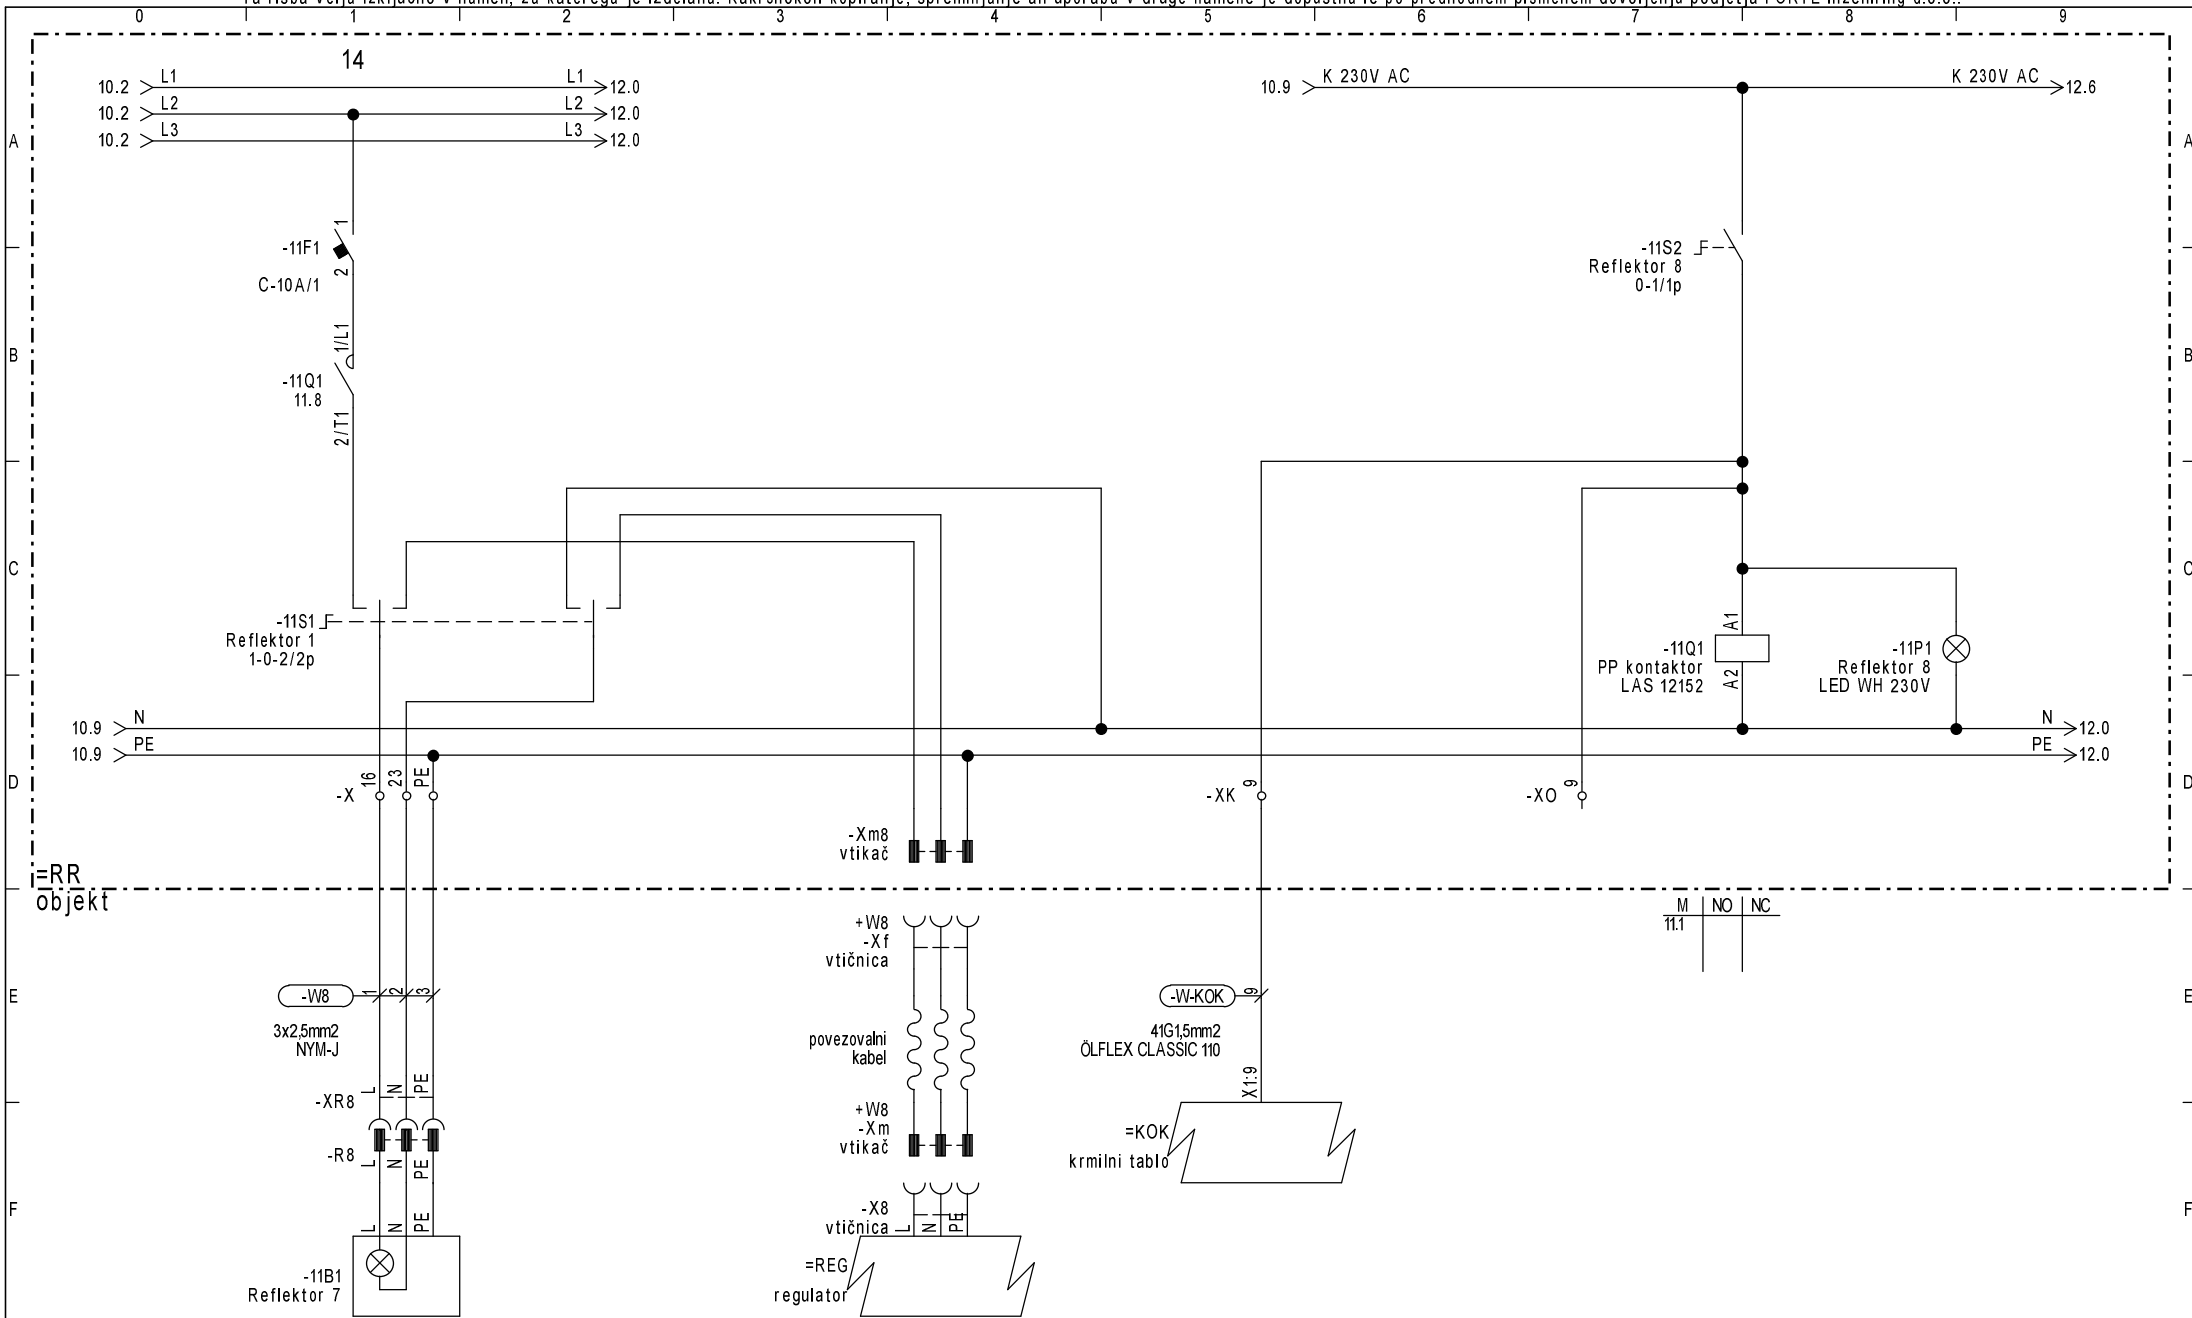 0 1 2 3 4 5 6 7 8 9
14
10.2 L1 L1 12.0
10.2 L2 L2 12.0
10.2 L3 L3 12.0
10.9 K 230V AC K 230V AC 12.6
A A
1
-11F1
2
C-10A/1
-11S2
Reflektor 8
0-1/1p
B B
1/L1
-11Q1
11.8
2/T1
C C
-11S1
Reflektor 1
1-0-2/2p
A1
-11Q1
PP kontaktor
LAS 12152
A2
-11P1
Reflektor 8
LED WH 230V
10.9 N N 12.0
10.9 PE PE 12.0
D D
-X 16 23 PE
-XK 9
-XO 9
-Xm8
vtikač
=RR
objekt
M NO NC
11.1
+W8
-Xf
vtičnica
E E
-W8 1 2 3
3x2,5mm2
NYM-J
povezovalni
kabel
-W-KOK 9
41G1,5mm2
ÖLFLEX CLASSIC 110
X1:9
-XR8 L N PE
+W8
-Xm
vtikač
=KOK
krmilni tablo
-R8 L N PE
F F
-X8
vtičnica L N PE
L N PE
-11B1
Reflektor 7
=REG
regulator